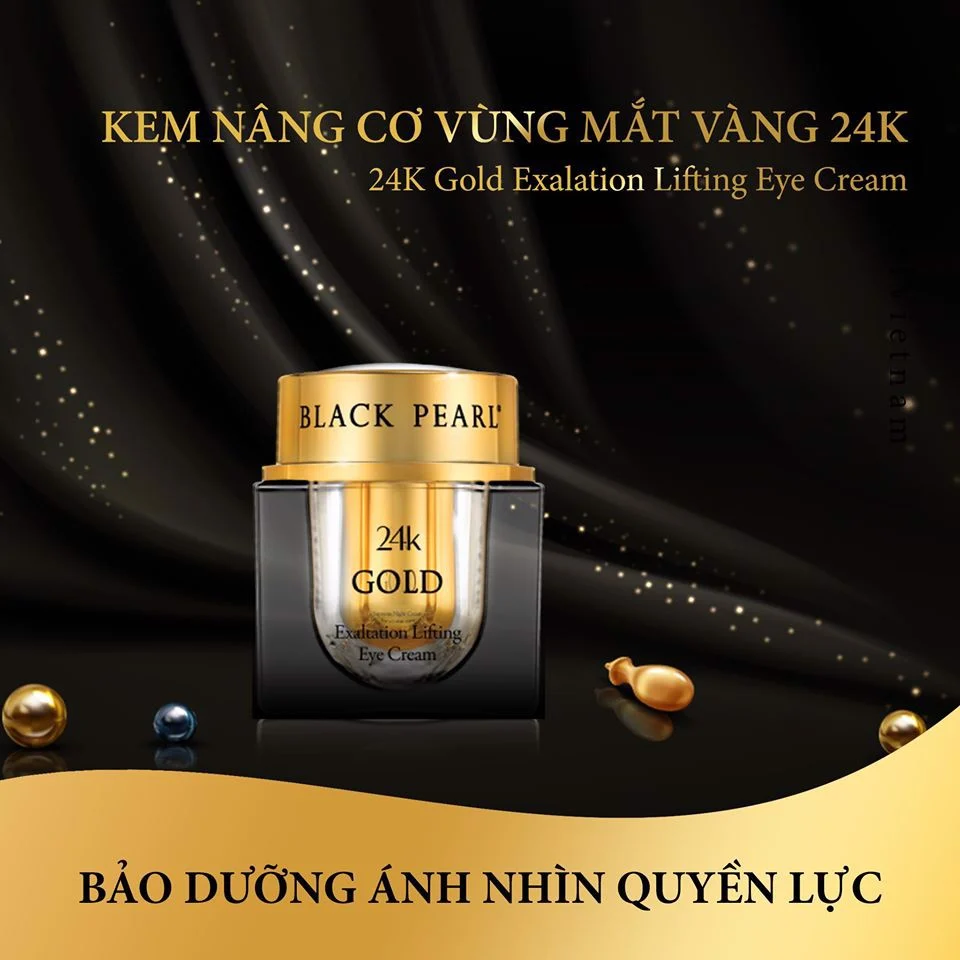 KEM NÂNG CƠ VÙNG MẮT VÀNG 24K
24K Gold Exalation Lifting Eye Cream
vietnam
BLACK PEARL®
24k
GOLD
Exaltation Lifting
Eye Cream
BẢO DƯỠNG ÁNH NHÌN QUYỀN LỰC